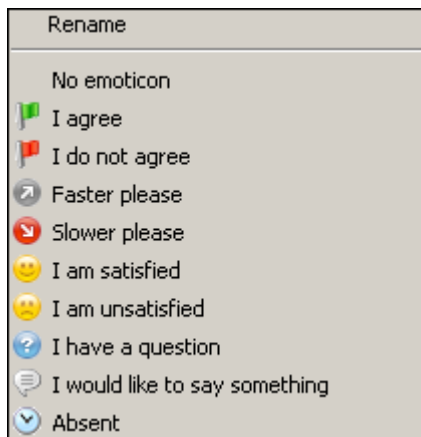 Rename
No emoticon
I agree
I do not agree
Faster please
Slower please
I am satisfied
I am unsatisfied
I have a question
I would like to say something
Absent